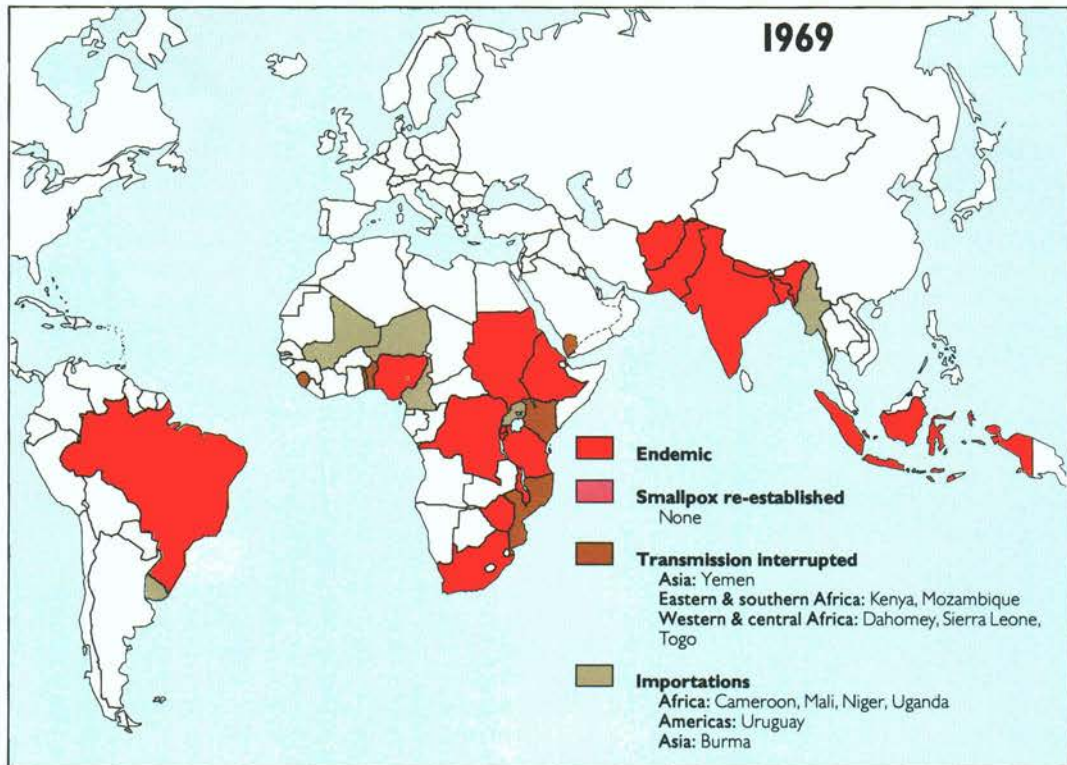 1969
Endemic
Smallpox re-established
None
Transmission interrupted
Asia: Yemen
Eastern & southern Africa: Kenya, Mozambique
Western & central Africa: Dahomey, Sierra Leone,
Togo
Importations
Africa: Cameroon, Mali, Niger, Uganda
Americas: Uruguay
Asia: Burma